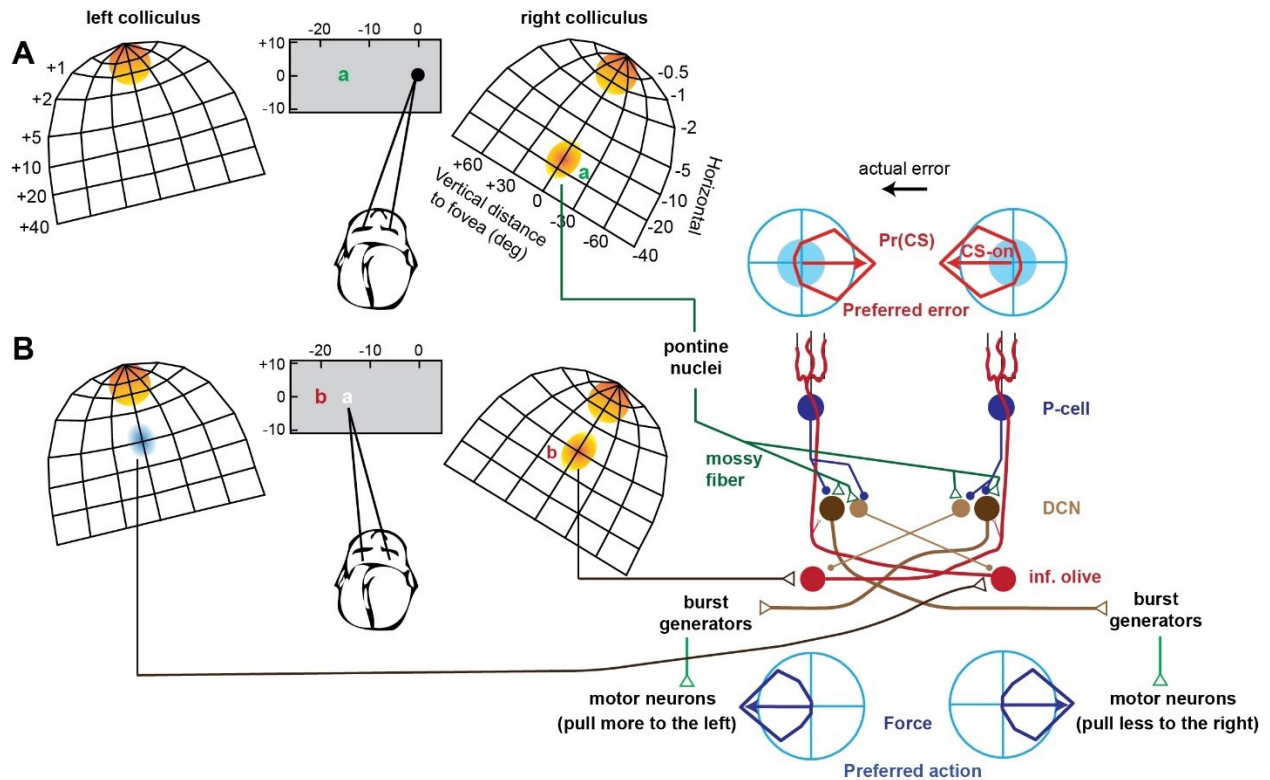 left colliculus
right colliculus
A
+1
+2
+5
+10
+20
+40
-20 -10 0
+10
0
-10
a
-0.5
-1
-2
-5
-10
-20
-40
Horizontal
+60
+30
0
-30
-60
Vertical distance
to fovea (deg)
a
actual error
Pr(CS)
CS-on
Preferred error
B
-20 -10 0
+10
0
-10
b a
b
pontine
nuclei
P-cell
mossy
fiber
DCN
inf. olive
burst
generators
burst
generators
motor neurons
(pull more to the left)
Force
motor neurons
(pull less to the right)
Preferred action